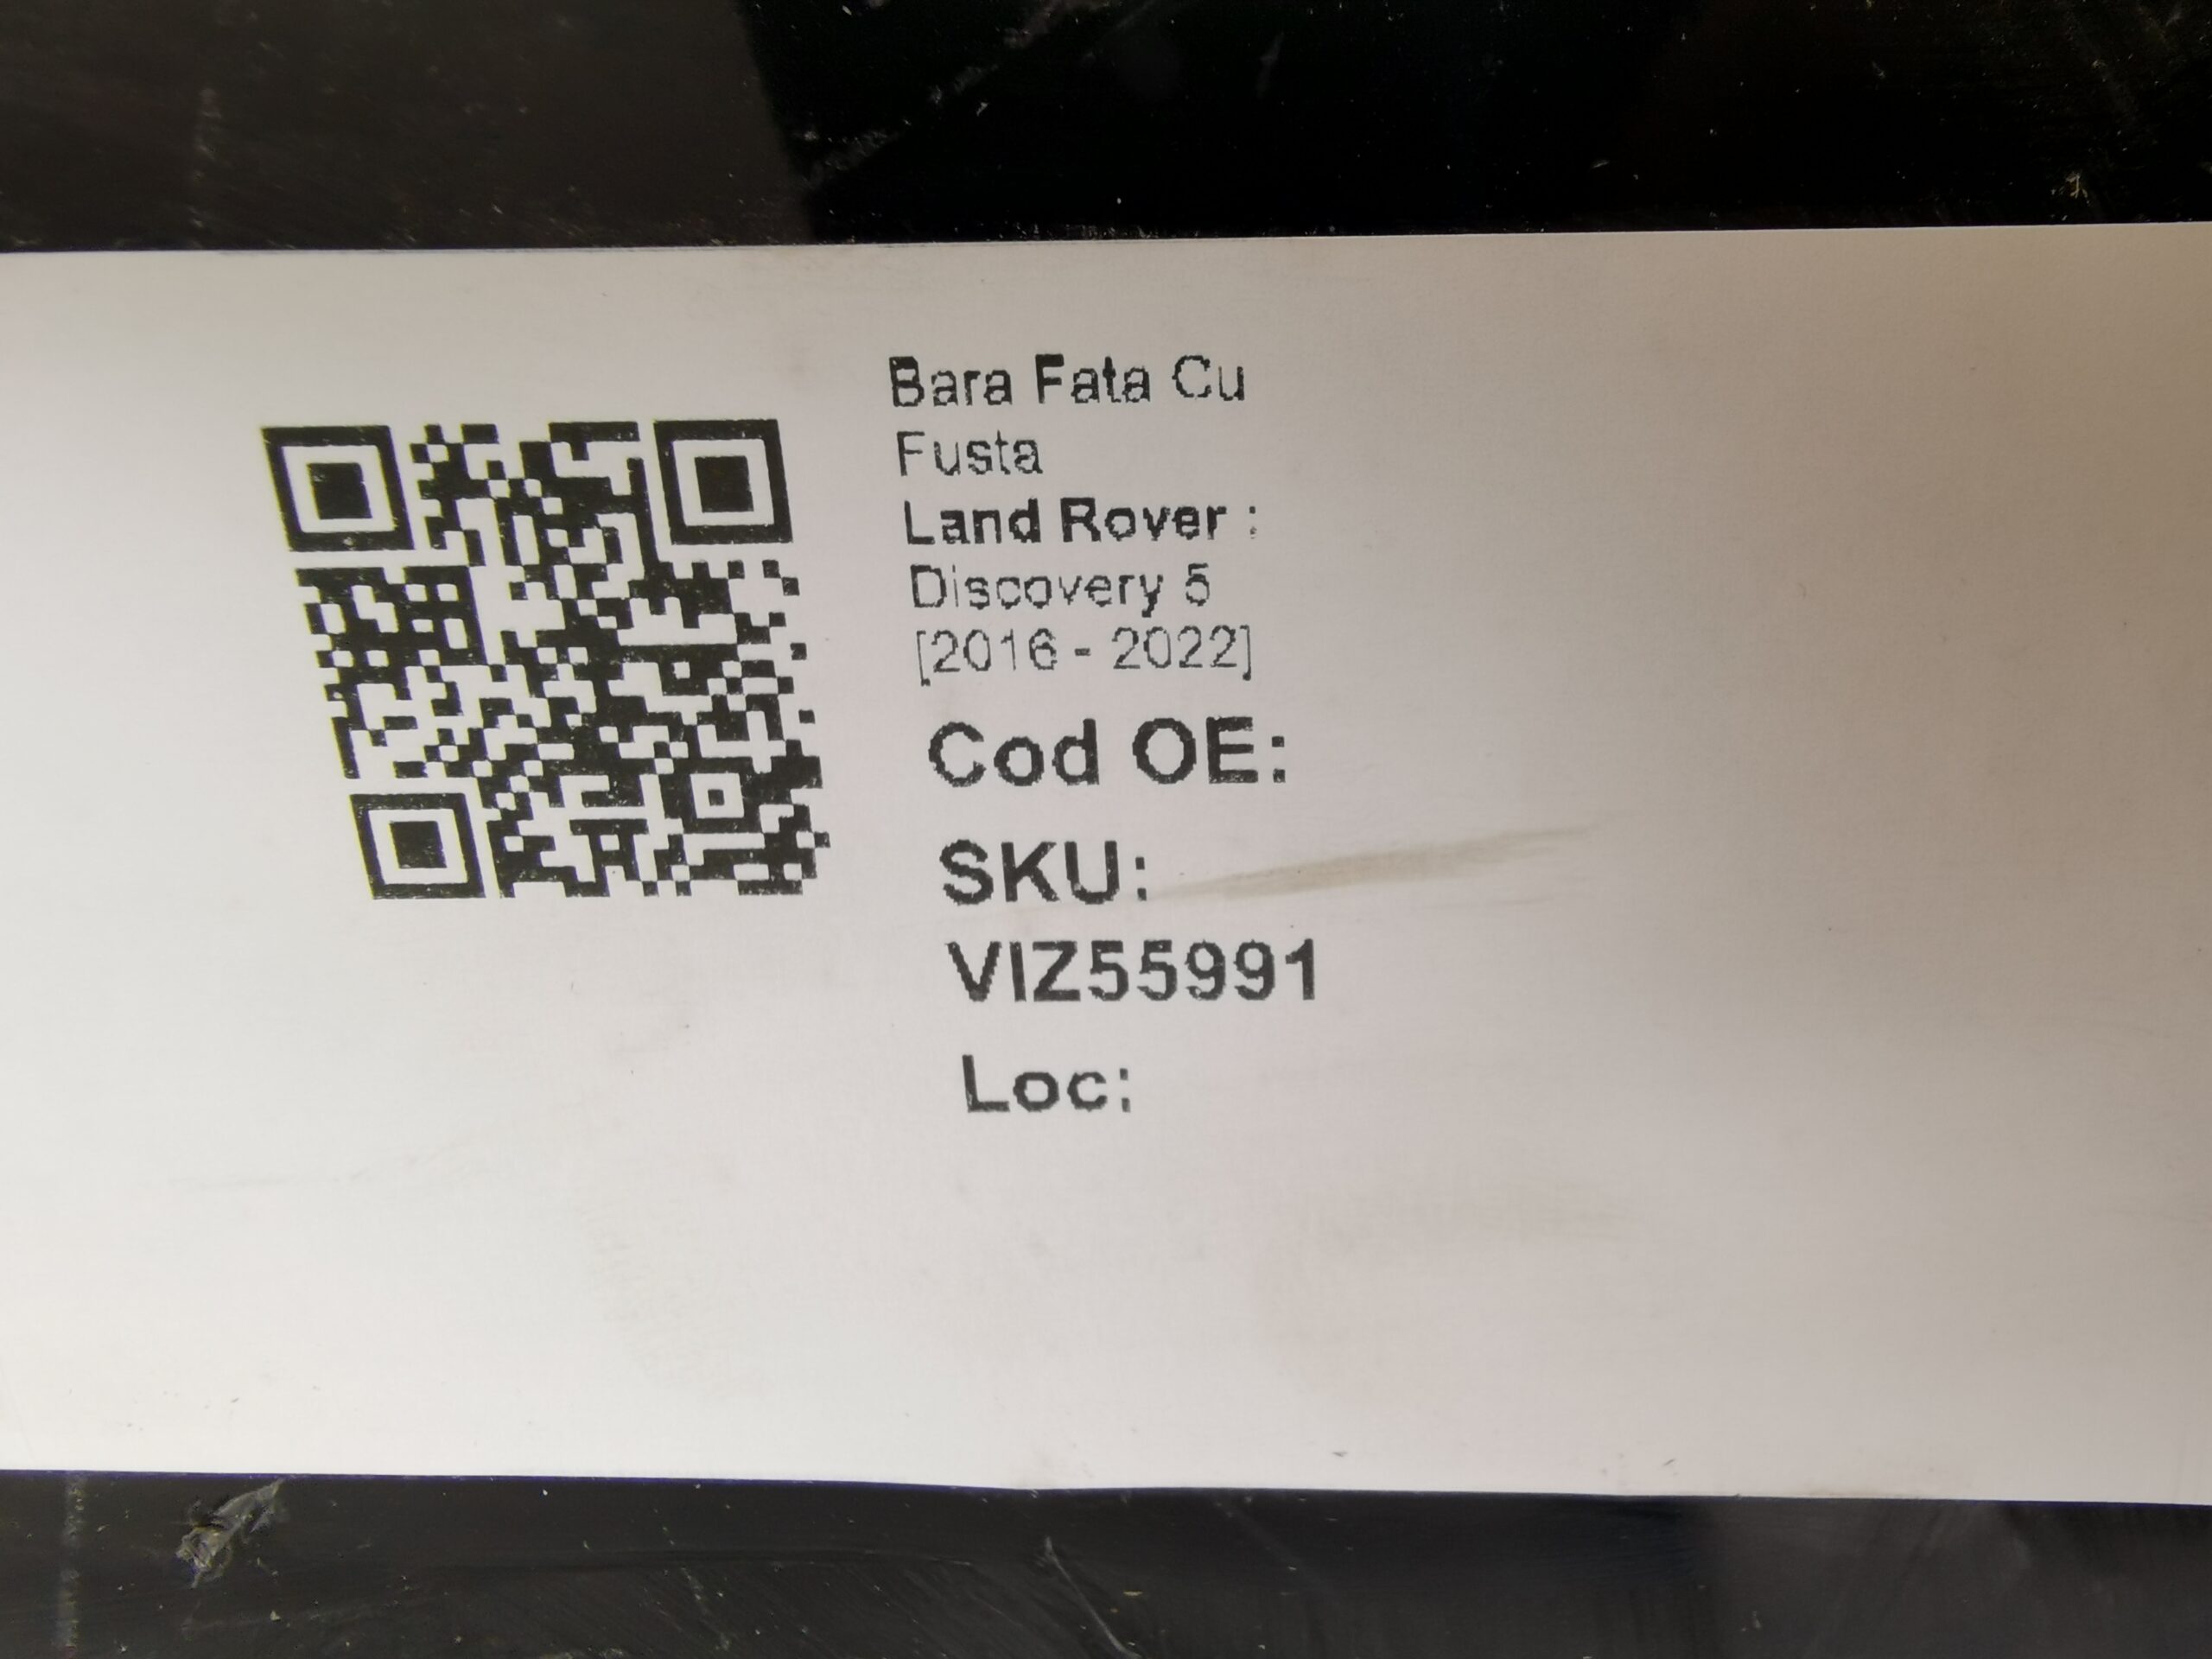 Bara Fata Cu
Fusta
Land Rover :
Discovery 5
[2016 - 2022]
Cod OE:
SKU:
VIZ55991
Loc: